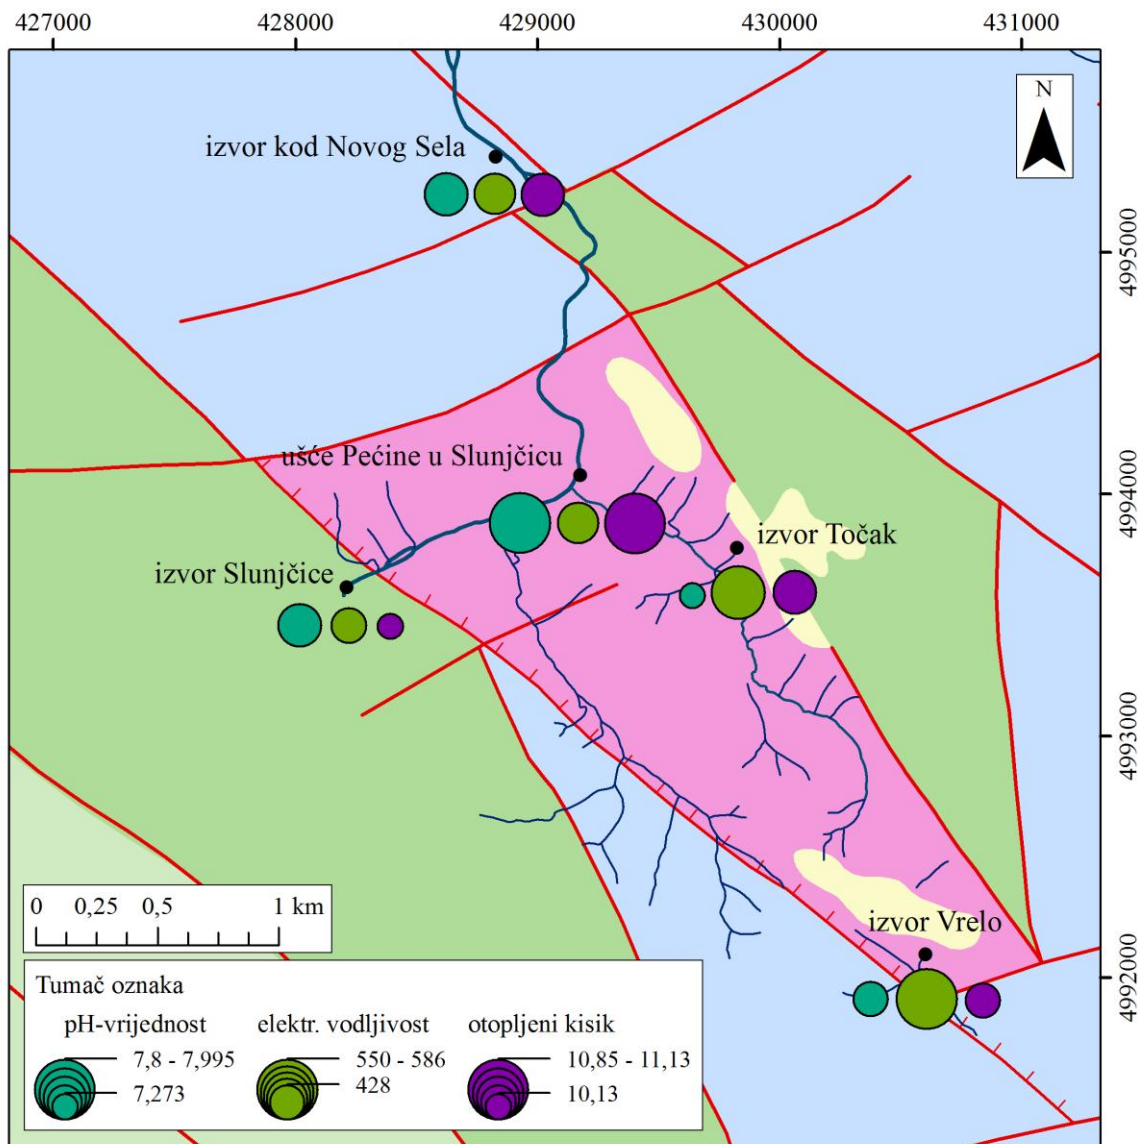 427000 428000 429000 430000 431000
N
izvor kod Novog Sela
4995000
ušće Pećine u Slunjčicu
4994000
izvor Točak
izvor Slunjčice
4993000
izvor Vrelo
4992000
0 0,25 0,5 1 km
Tumač oznaka
pH-vrijednost elektr. vodljivost otopljeni kisik
7,8 - 7,995 550 - 586 10,85 - 11,13
7,273 428 10,13